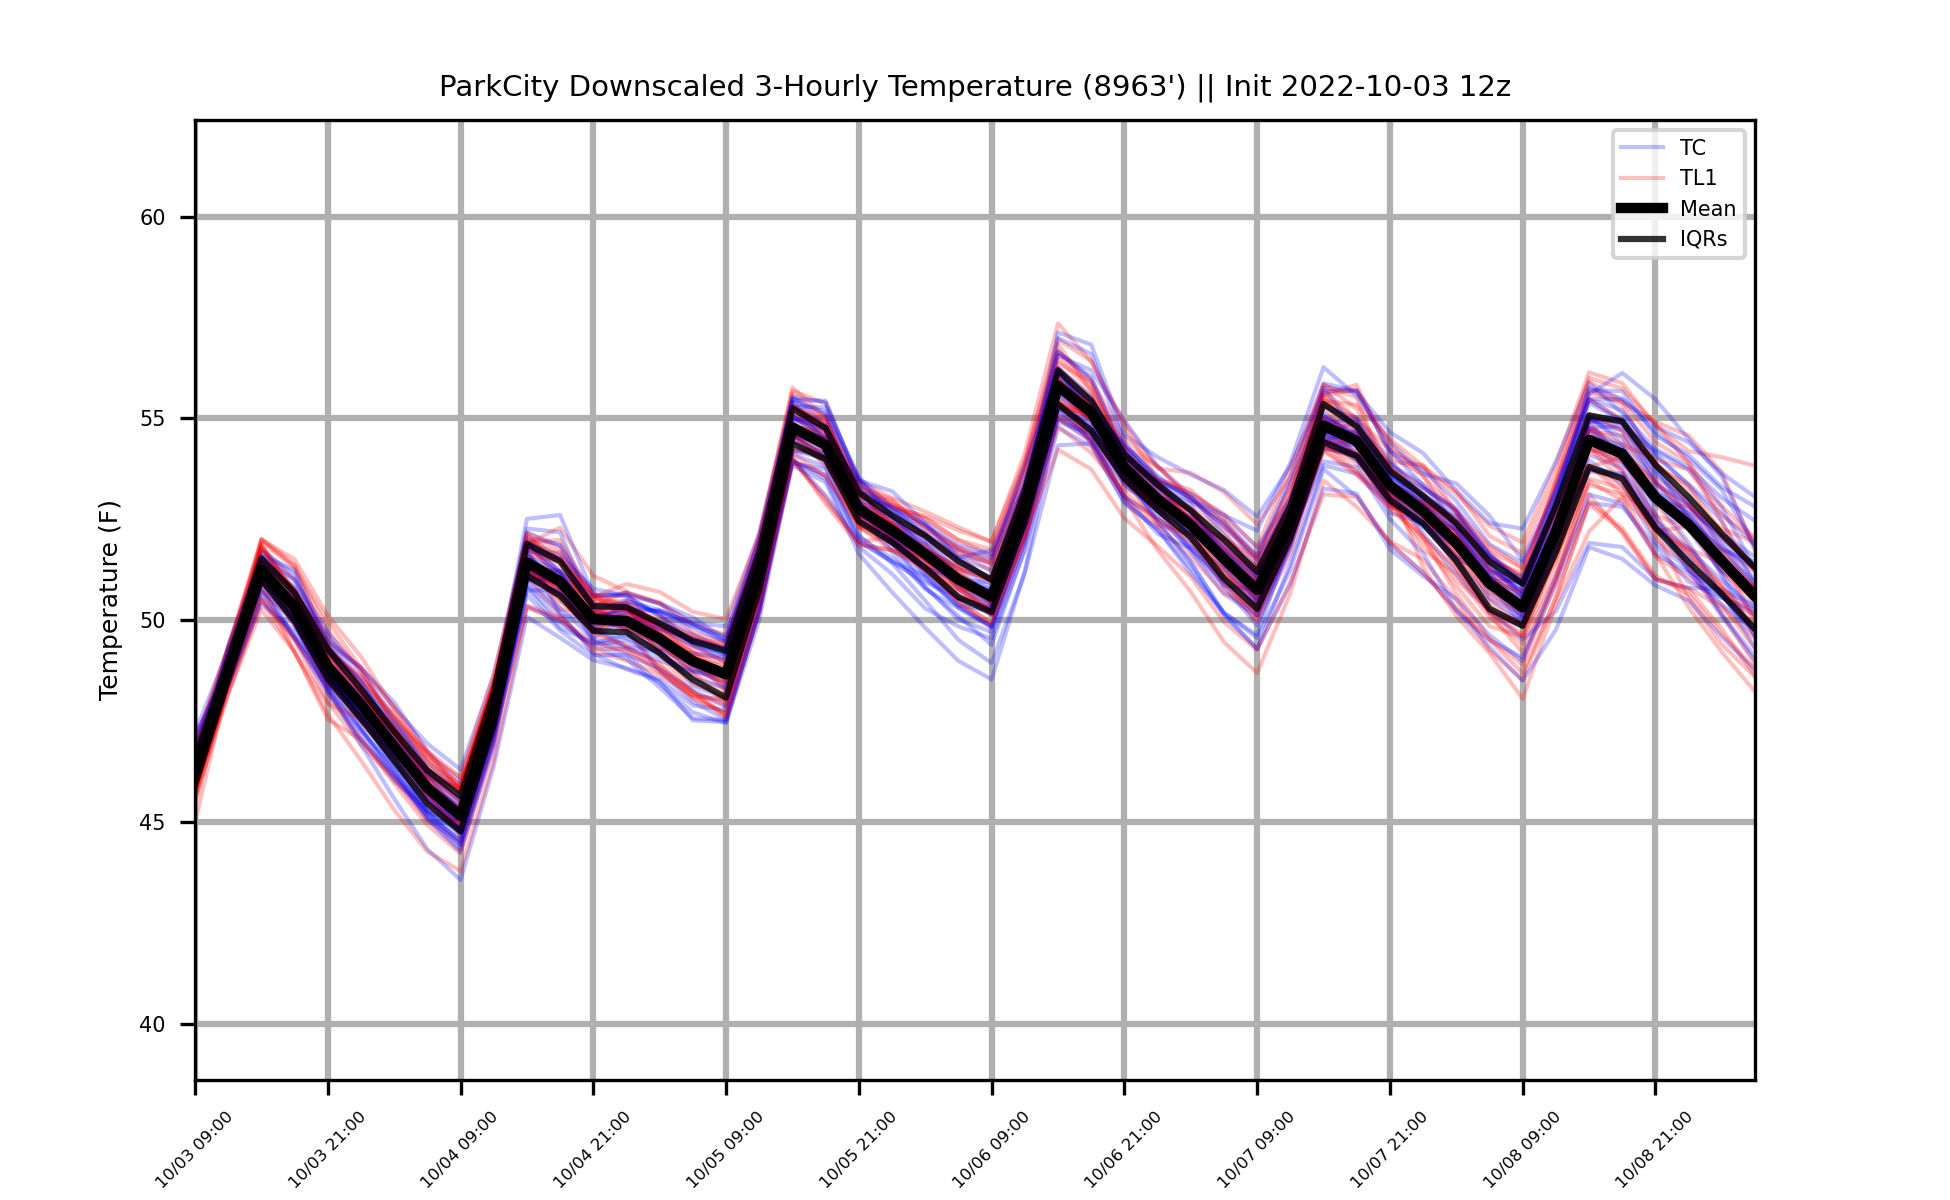 ParkCity Downscaled 3-Hourly Temperature (8963') || Init 2022-10-03 12z
TC
TL1
Mean
IQRs
Temperature (F)
60
55
50
45
40
10/03 09:00
10/03 21:00
10/04 09:00
10/04 21:00
10/05 09:00
10/05 21:00
10/06 09:00
10/06 21:00
10/07 09:00
10/07 21:00
10/08 09:00
10/08 21:00